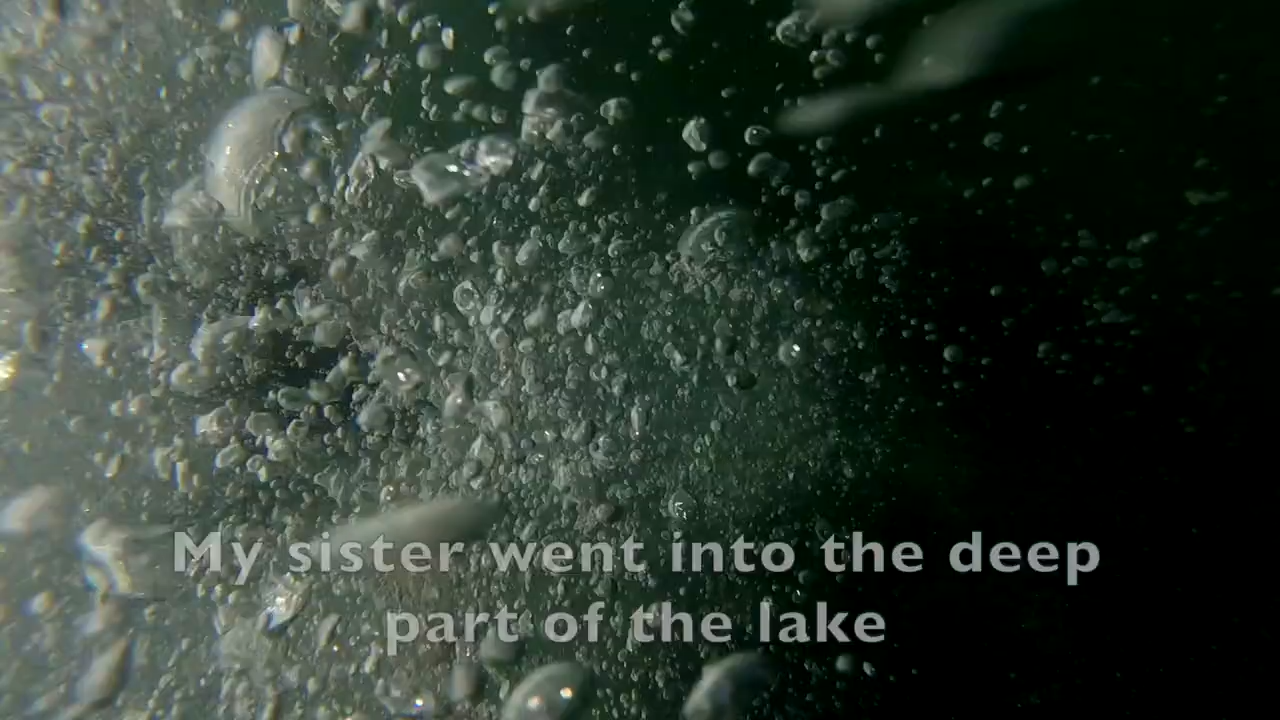 My sister went into the deep
part of the lake